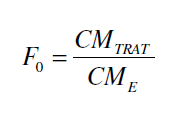 F₀ = CM_TRAT / CM_E